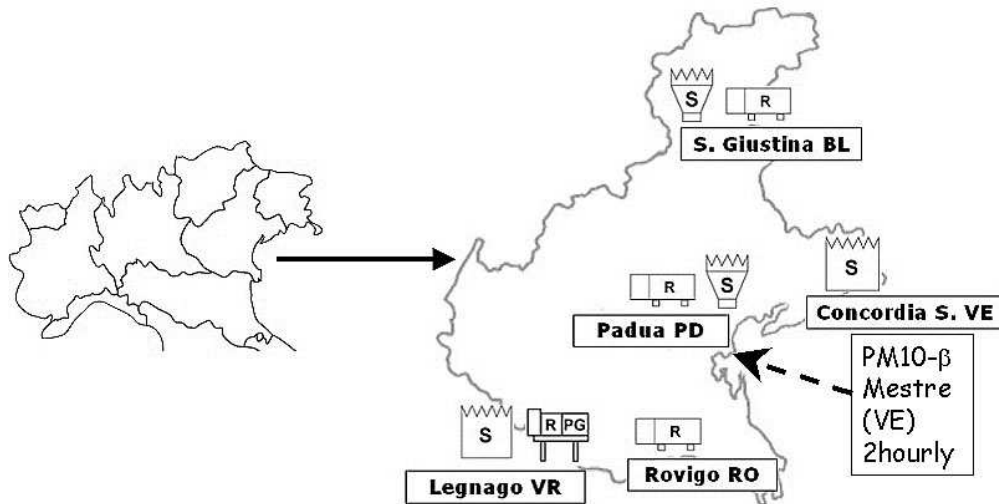 S
R
S. Giustina BL
S
R
S
Concordia S. VE
Padua PD
PM10-β
Mestre
(VE)
2hourly
S
R PG
R
Legnago VR
Rovigo RO